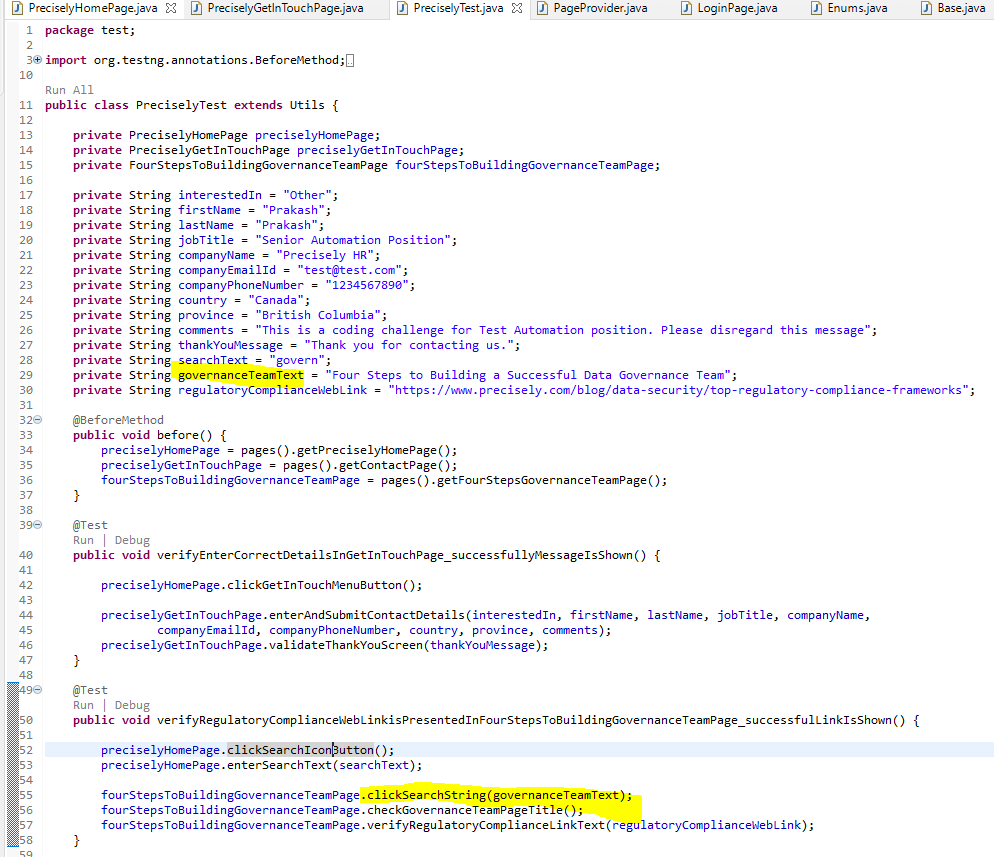 PreciselyHomePage.java PreciselyGetInTouchPage.java PreciselyTest.java PageProvider.java LoginPage.java Enums.java Base.java
1 package test;
2
3 import org.testng.annotations.BeforeMethod;
10
Run All
11 public class PreciselyTest extends Utils {
12
13 private PreciselyHomePage preciselyHomePage;
14 private PreciselyGetInTouchPage preciselyGetInTouchPage;
15 private FourStepsToBuildingGovernanceTeamPage fourStepsToBuildingGovernanceTeamPage;
16
17 private String interestedIn = "Other";
18 private String firstName = "Prakash";
19 private String lastName = "Prakash";
20 private String jobTitle = "Senior Automation Position";
21 private String companyName = "Precisely HR";
22 private String companyEmailId = "test@test.com";
23 private String companyPhoneNumber = "1234567890";
24 private String country = "Canada";
25 private String province = "British Columbia";
26 private String comments = "This is a coding challenge for Test Automation position. Please disregard this message";
27 private String thankYouMessage = "Thank you for contacting us.";
28 private String searchText = "govern";
29 private String governanceTeamText = "Four Steps to Building a Successful Data Governance Team";
30 private String regulatoryComplianceWebLink = "https://www.precisely.com/blog/data-security/top-regulatory-compliance-frameworks";
31
32 @BeforeMethod
33 public void before() {
34 preciselyHomePage = pages().getPreciselyHomePage();
35 preciselyGetInTouchPage = pages().getContactPage();
36 fourStepsToBuildingGovernanceTeamPage = pages().getFourStepsGovernanceTeamPage();
37 }
38
39 @Test
Run | Debug
40 public void verifyEnterCorrectDetailsInGetInTouchPage_successfullyMessageIsShown() {
41
42 preciselyHomePage.clickGetInTouchMenuButton();
43
44 preciselyGetInTouchPage.enterAndSubmitContactDetails(interestedIn, firstName, lastName, jobTitle, companyName,
45 companyEmailId, companyPhoneNumber, country, province, comments);
46 preciselyGetInTouchPage.validateThankYouScreen(thankYouMessage);
47 }
48
49 @Test
Run | Debug
50 public void verifyRegulatoryComplianceWebLinkisPresentedInFourStepsToBuildingGovernanceTeamPage_successfulLinkIsShown() {
51
52 preciselyHomePage.clickSearchIconButton();
53 preciselyHomePage.enterSearchText(searchText);
54
55 fourStepsToBuildingGovernanceTeamPage.clickSearchString(governanceTeamText);
56 fourStepsToBuildingGovernanceTeamPage.checkGovernanceTeamPageTitle();
57 fourStepsToBuildingGovernanceTeamPage.verifyRegulatoryComplianceLinkText(regulatoryComplianceWebLink);
58 }
59